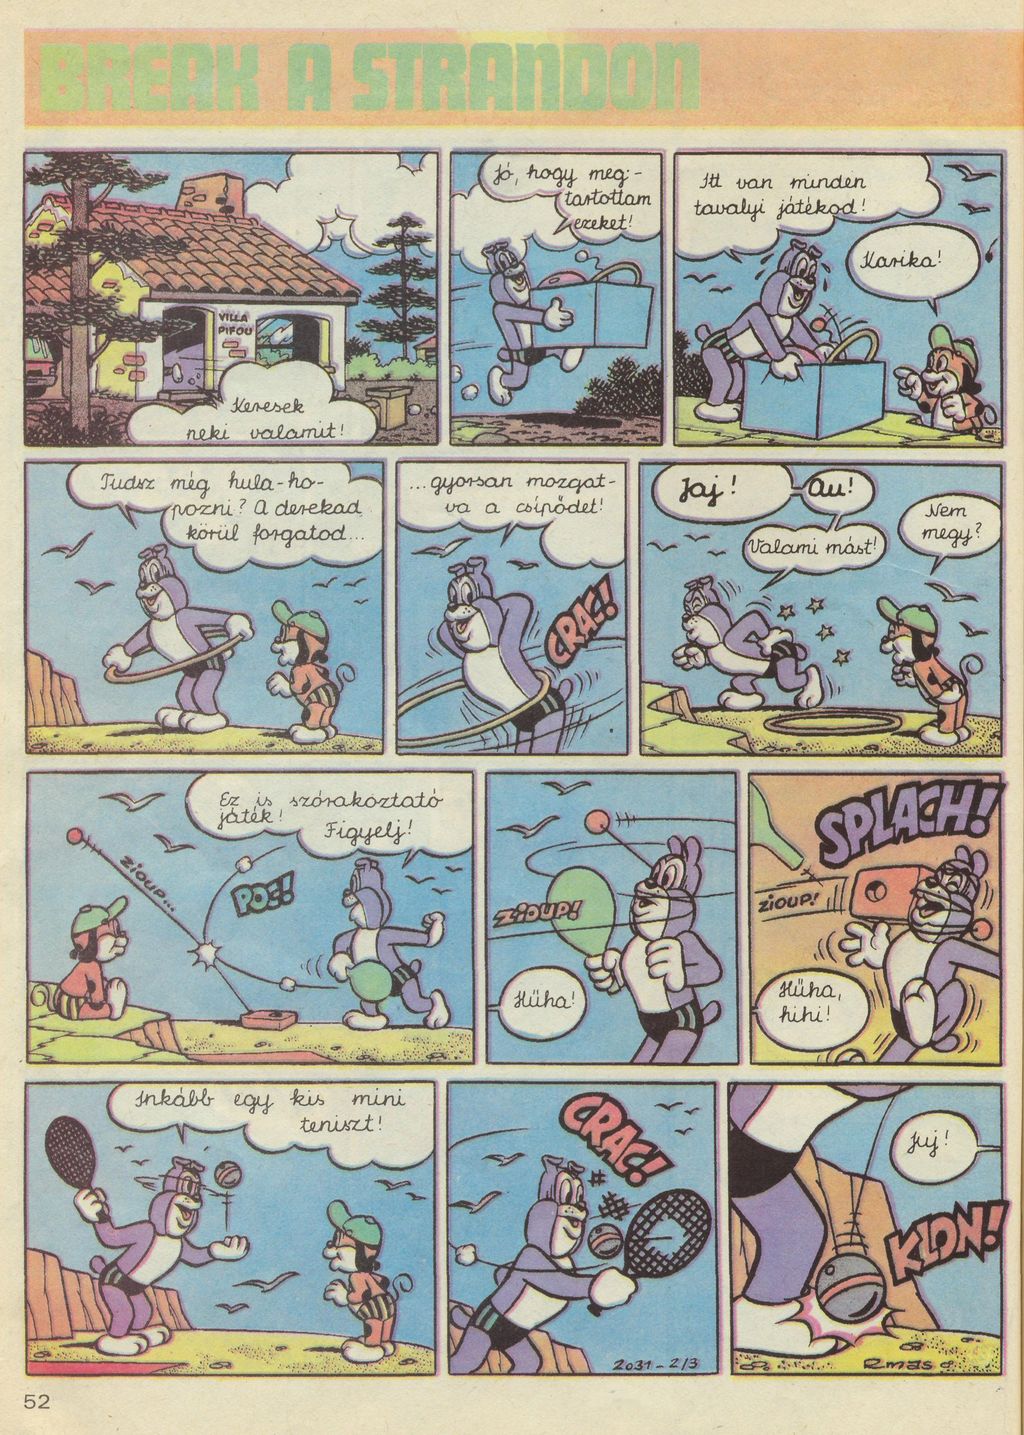 BREAK A STRANDON
VILLA
PIFOU
Keresek
neki valamit!
Jó, hogy meg-
tartottam
ezeket!
Itt van minden
tavalyi játékod!
Karika!
Tudsz még hula-ho-
pozni? A derekad
körül forgatod...
...gyorsan mozgat-
va a csípődet!
CRAC!
Jaj!
Au!
Valami mást!
Nem
megy?
Ez is szórakoztató
játék!
Figyelj!
ZIOUP...
POC!
ZIOUP!
Hűha!
SPLACH!
ZIOUP!
Hűha,
hihi!
Inkább egy kis mini
teniszt!
CRAC!
2031-2/3
Juj!
KLON!
Rmas
52